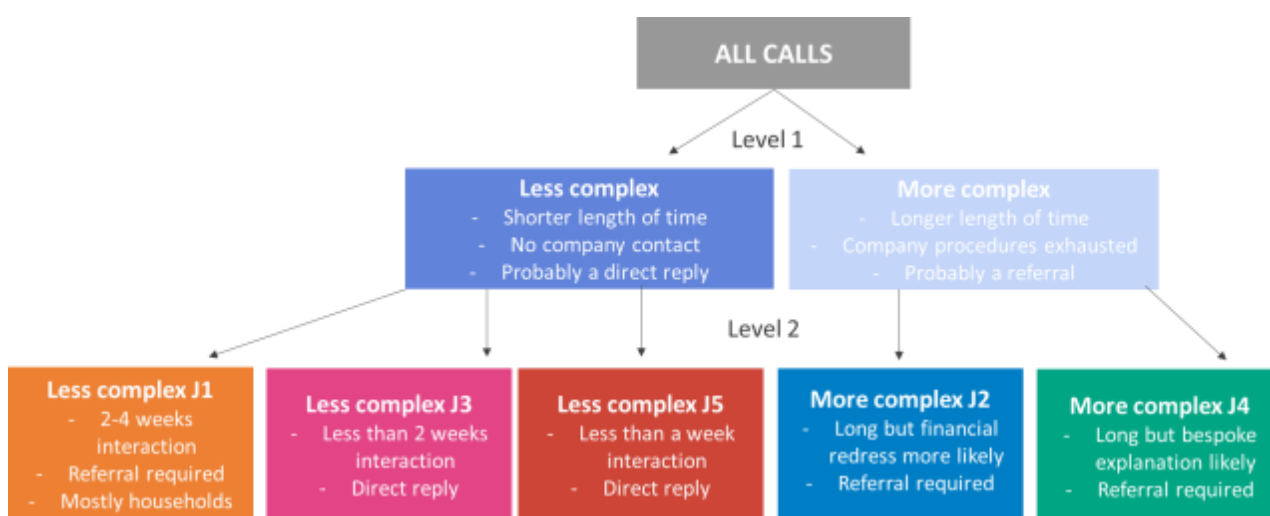 ALL CALLS
Level 1
Less complex
- Shorter length of time
- No company contact
- Probably a direct reply
More complex
- Longer length of time
- Company procedures exhausted
- Probably a referral
Level 2
Less complex J1
- 2-4 weeks
interaction
- Referral required
- Mostly households
Less complex J3
- Less than 2 weeks
interaction
- Direct reply
Less complex J5
- Less than a week
interaction
- Direct reply
More complex J2
- Long but financial
redress more likely
- Referral required
More complex J4
- Long but bespoke
explanation likely
- Referral required